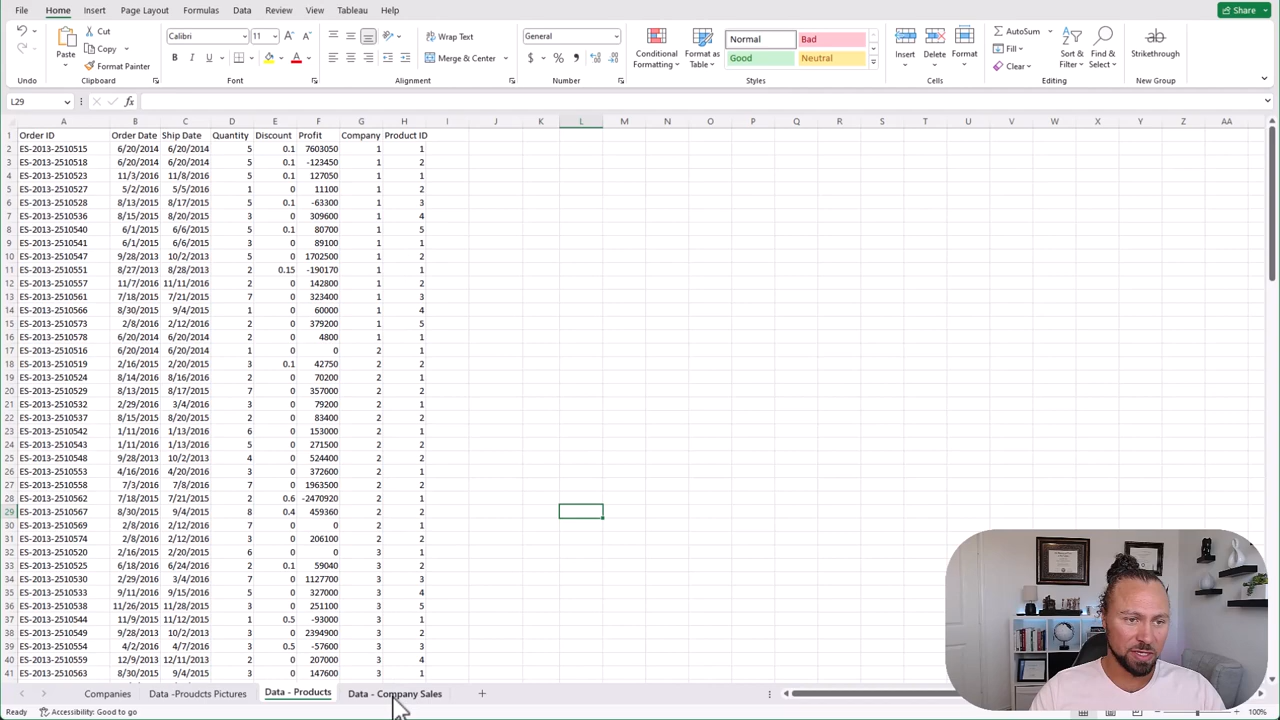 File Home Insert Page Layout Formulas Data Review View Tableau Help Share
Paste Cut Copy Format Painter Calibri 11 Wrap Text Merge & Center General Conditional Formatting Format as Table Normal Bad Good Neutral Insert Delete Format AutoSum Fill Clear Sort & Filter Find & Select Strikethrough
Undo Clipboard Font Alignment Number Styles Cells Editing New Group
L29 fx
A B C D E F G H I J K L M N O P Q R S T U V W X Y Z AA
1 Order ID Order Date Ship Date Quantity Discount Profit Company Product ID
2 ES-2013-2510515 6/20/2014 6/20/2014 5 0.1 7603050 1 1
3 ES-2013-2510518 6/20/2014 6/20/2014 5 0.1 -123450 1 2
4 ES-2013-2510523 11/3/2016 11/8/2016 5 0.1 127050 1 1
5 ES-2013-2510527 5/2/2016 5/5/2016 1 0 11100 1 2
6 ES-2013-2510528 8/13/2016 8/17/2016 5 0.1 -63300 1 3
7 ES-2013-2510536 8/15/2015 8/20/2015 3 0 309600 1 4
8 ES-2013-2510540 6/1/2015 6/6/2015 5 0.1 80700 1 5
9 ES-2013-2510541 6/6/2015 6/6/2015 3 0 89100 1 1
10 ES-2013-2510547 9/28/2013 10/2/2013 5 0 1702500 1 2
11 ES-2013-2510551 8/27/2013 8/28/2013 2 0.15 -190170 1 1
12 ES-2013-2510557 11/7/2016 11/11/2016 2 0 142800 1 2
13 ES-2013-2510561 7/18/2015 7/21/2015 7 0 323400 1 3
14 ES-2013-2510566 8/30/2015 9/4/2015 1 0 60000 1 4
15 ES-2013-2510573 2/8/2016 2/12/2016 2 0 379200 1 5
16 ES-2013-2510578 6/20/2014 6/20/2014 2 0 4800 1 1
17 ES-2013-2510516 6/20/2014 6/20/2014 1 0 0 2 1
18 ES-2013-2510519 2/16/2015 2/20/2015 3 0.1 42750 2 2
19 ES-2013-2510524 8/14/2016 8/16/2016 2 0 70200 2 1
20 ES-2013-2510529 8/13/2015 8/17/2015 7 0 357000 2 2
21 ES-2013-2510532 2/29/2016 3/4/2016 3 0 79200 2 1
22 ES-2013-2510537 8/15/2015 8/20/2015 2 0 83400 2 2
23 ES-2013-2510542 1/11/2016 1/13/2016 6 0 153000 2 1
24 ES-2013-2510543 1/11/2016 1/13/2016 5 0 271500 2 2
25 ES-2013-2510548 9/28/2013 10/2/2013 4 0 524400 2 2
26 ES-2013-2510553 4/16/2016 4/20/2016 3 0 372600 2 1
27 ES-2013-2510558 7/3/2016 7/8/2016 7 0 1963500 2 2
28 ES-2013-2510562 7/18/2015 7/21/2015 2 0.6 -2470920 2 1
29 ES-2013-2510567 8/30/2015 9/4/2015 8 0.4 459360 2 2
30 ES-2013-2510569 2/8/2016 2/12/2016 7 0 0 2 1
31 ES-2013-2510574 2/8/2016 2/12/2016 3 0 206100 2 2
32 ES-2013-2510520 2/16/2015 2/20/2015 6 0 0 3 1
33 ES-2013-2510525 6/18/2016 6/24/2016 2 0.1 59040 3 2
34 ES-2013-2510530 2/29/2016 3/4/2016 7 0 1127700 3 3
35 ES-2013-2510533 9/11/2016 9/15/2016 5 0 327000 3 4
36 ES-2013-2510538 11/26/2015 11/28/2015 3 0 251100 3 5
37 ES-2013-2510544 11/9/2015 11/12/2015 1 0.5 -93000 3 1
38 ES-2013-2510549 9/28/2013 10/2/2013 3 0 2394900 3 2
39 ES-2013-2510554 4/2/2016 4/7/2016 3 0.5 -57600 3 3
40 ES-2013-2510559 12/9/2013 12/11/2013 2 0 207000 3 4
41 ES-2013-2510563 8/30/2015 9/4/2015 3 0 147600 3 1
Companies Data -Proudcts Pictures Data - Products Data - Company Sales
Ready Accessibility: Good to go 100%